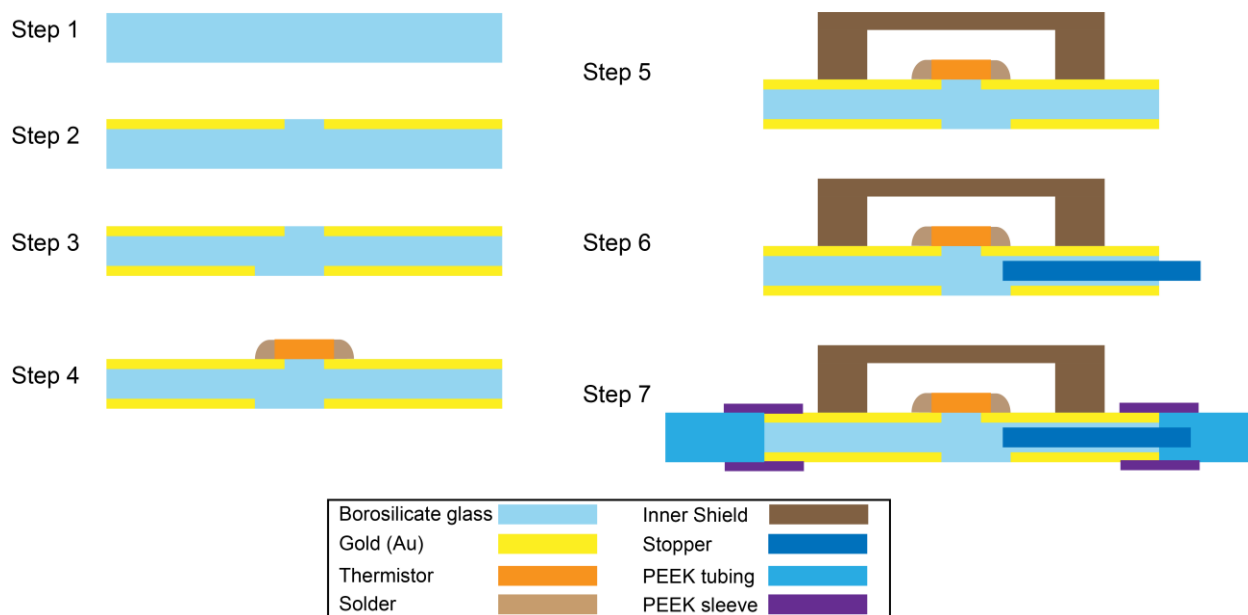 Step 1
Step 2
Step 3
Step 4
Step 5
Step 6
Step 7
Borosilicate glass
Gold (Au)
Thermistor
Solder
Inner Shield
Stopper
PEEK tubing
PEEK sleeve